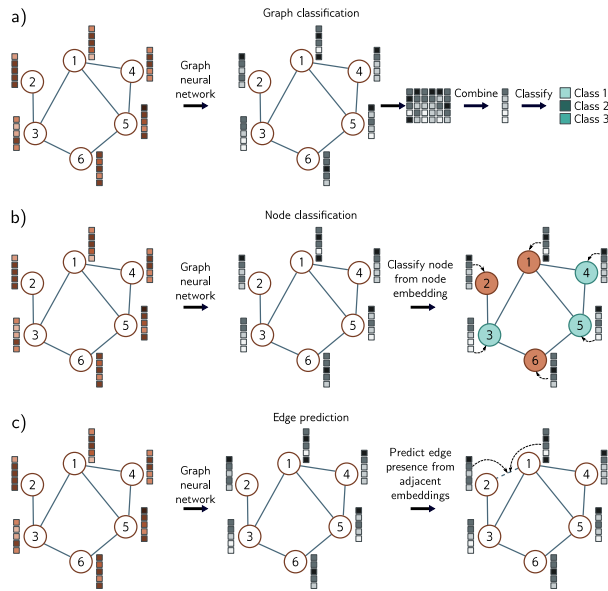 a)
Graph classification
1
2
3
4
5
6
Graph
neural
network
1
2
3
4
5
6
Combine
Classify
Class 1
Class 2
Class 3
b)
Node classification
1
2
3
4
5
6
Graph
neural
network
1
2
3
4
5
6
Classify node
from node
embedding
1
2
3
4
5
6
c)
Edge prediction
1
2
3
4
5
6
Graph
neural
network
1
2
3
4
5
6
Predict edge
presence from
adjacent
embeddings
1
2
3
4
5
6